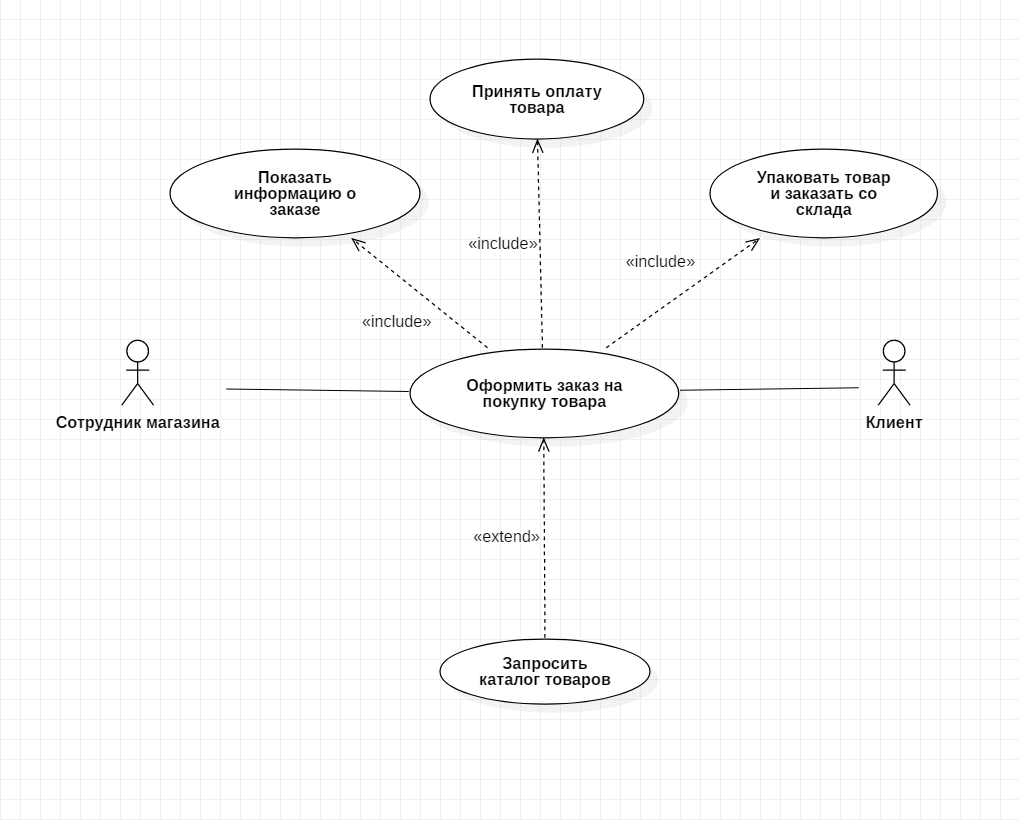 Принять оплату
товара
Показать
информацию о
заказе
Упаковать товар
и заказать со
склада
«include»
«include»
«include»
Оформить заказ на
покупку товара
Сотрудник магазина
Клиент
«extend»
Запросить
каталог товаров